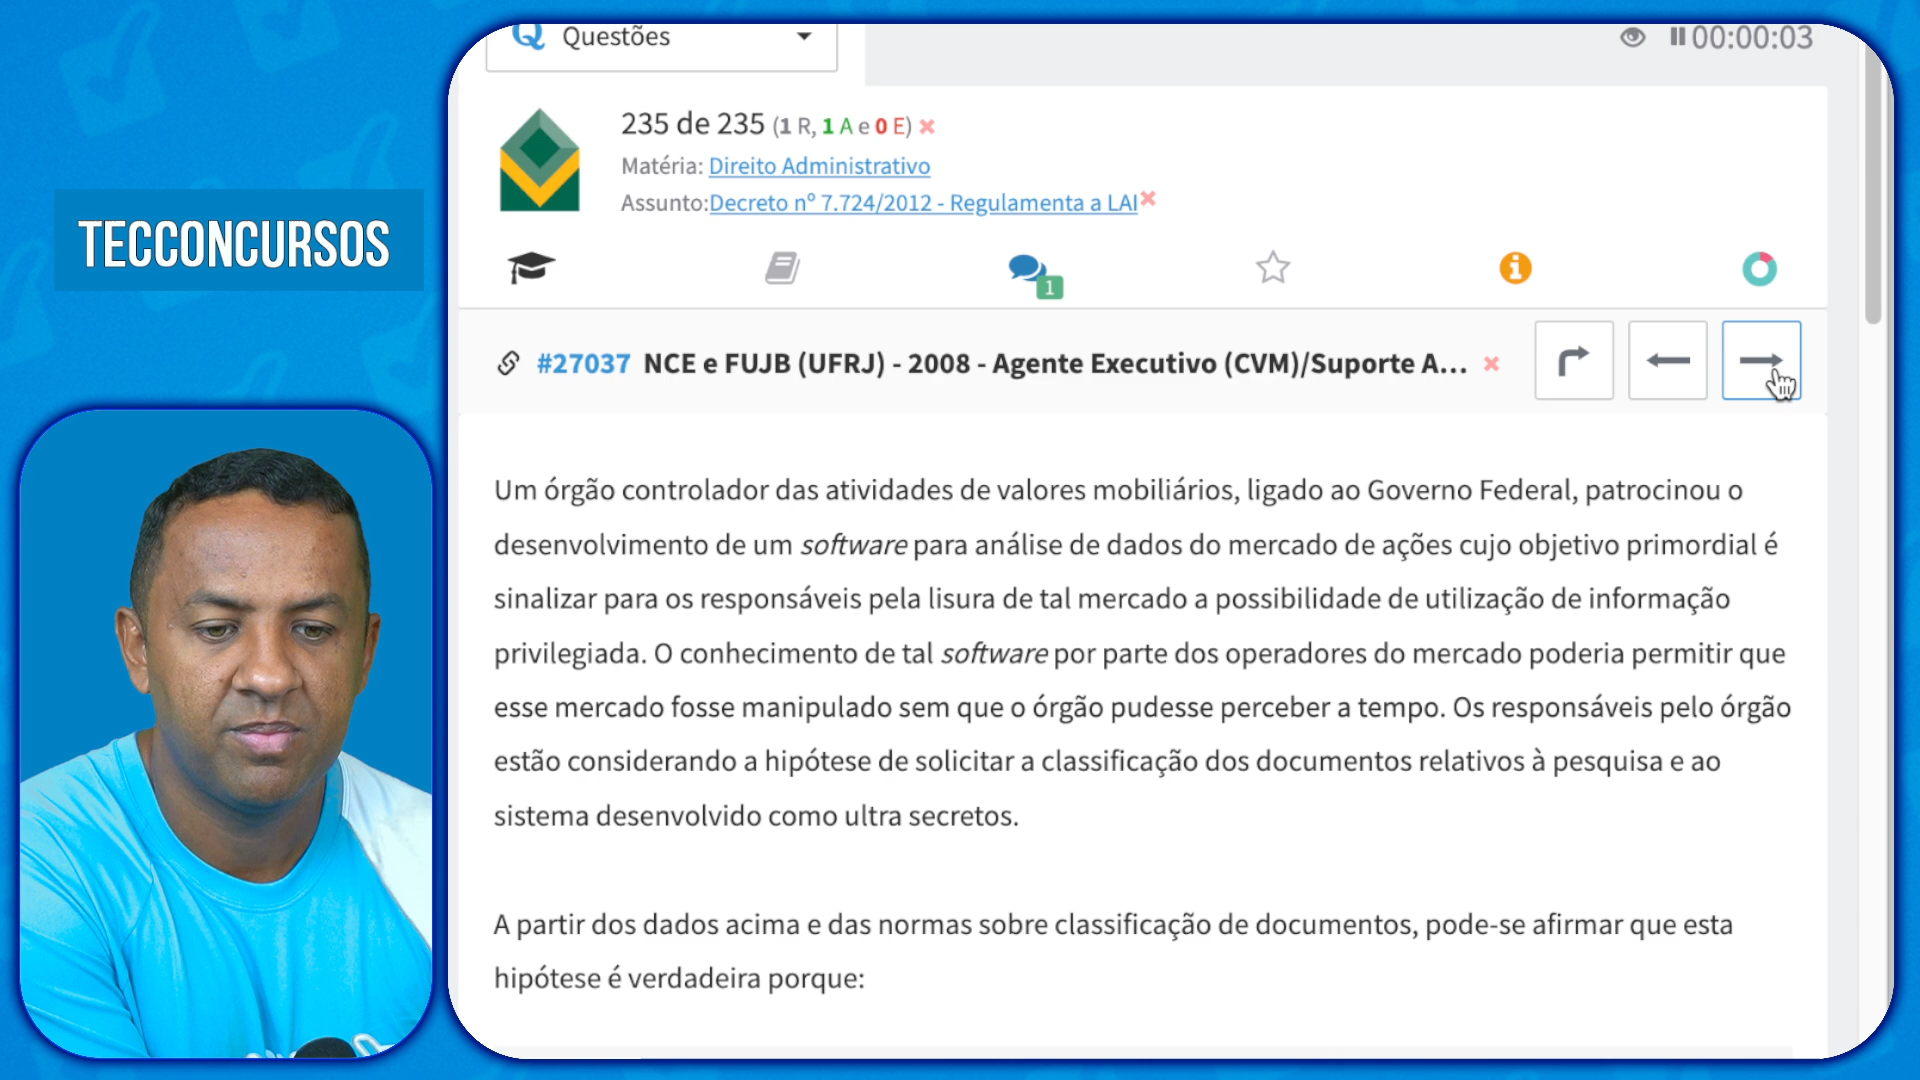 Questões
00:00:03
235 de 235 (1 R, 1 A e 0 E)
Matéria: Direito Administrativo
Assunto:Decreto nº 7.724/2012 - Regulamenta a LAI
TECCONCURSOS
1
#27037 NCE e FUJB (UFRJ) - 2008 - Agente Executivo (CVM)/Suporte A...
Um órgão controlador das atividades de valores mobiliários, ligado ao Governo Federal, patrocinou o
desenvolvimento de um software para análise de dados do mercado de ações cujo objetivo primordial é
sinalizar para os responsáveis pela lisura de tal mercado a possibilidade de utilização de informação
privilegiada. O conhecimento de tal software por parte dos operadores do mercado poderia permitir que
esse mercado fosse manipulado sem que o órgão pudesse perceber a tempo. Os responsáveis pelo órgão
estão considerando a hipótese de solicitar a classificação dos documentos relativos à pesquisa e ao
sistema desenvolvido como ultra secretos.
A partir dos dados acima e das normas sobre classificação de documentos, pode-se afirmar que esta
hipótese é verdadeira porque: